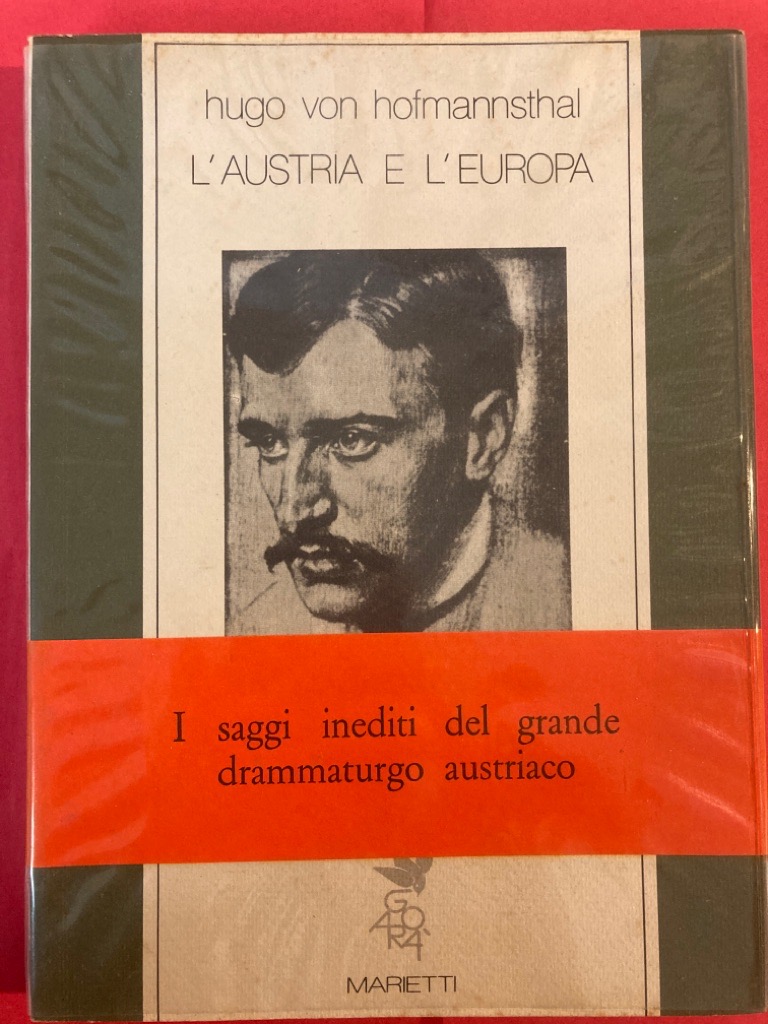 hugo von hofmannsthal
L'AUSTRIA E L'EUROPA
I saggi inediti del grande
drammaturgo austriaco
AGORÀ
MARIETTI